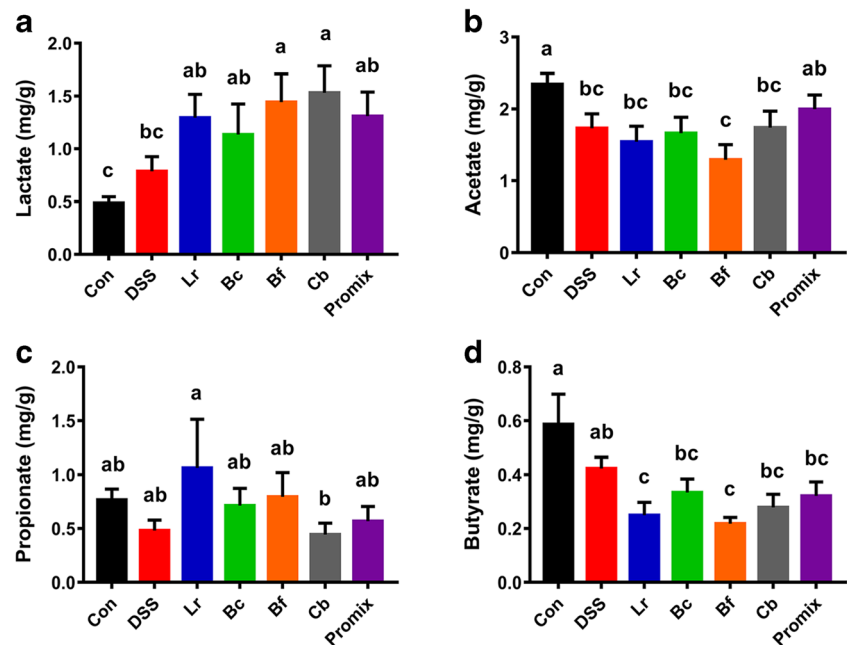 a
Lactate (mg/g)
2.0
1.5
1.0
0.5
0.0
c
bc
ab
ab
a
a
ab
Con
DSS
Lr
Bc
Bf
Cb
Promix
b
Acetate (mg/g)
3
2
1
0
a
bc
bc
bc
c
bc
ab
Con
DSS
Lr
Bc
Bf
Cb
Promix
c
Propionate (mg/g)
2.0
1.5
1.0
0.5
0.0
ab
ab
a
ab
ab
b
ab
Con
DSS
Lr
Bc
Bf
Cb
Promix
d
Butyrate (mg/g)
0.8
0.6
0.4
0.2
0.0
a
ab
c
bc
c
bc
bc
Con
DSS
Lr
Bc
Bf
Cb
Promix